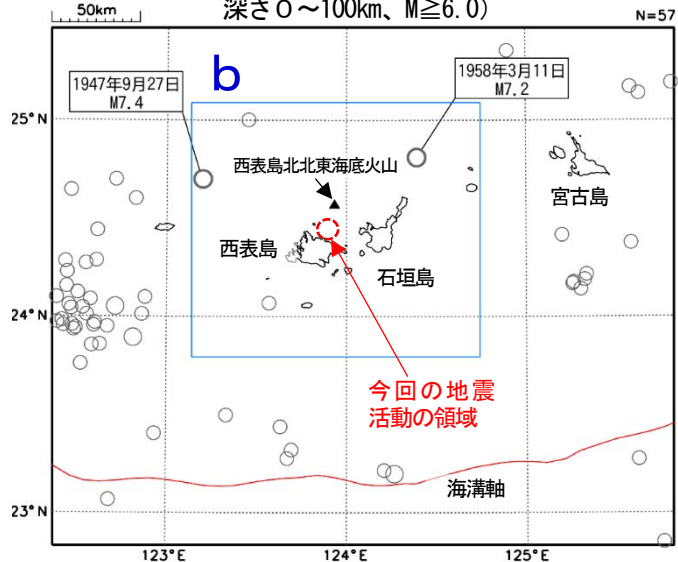 50km
深さ0~100km、M≧6.0)
N=57
1947年9月27日
M7.4
b
1958年3月11日
M7.2
25°N
西表島北北東海底火山
宮古島
西表島
石垣島
24°N
今回の地震
活動の領域
海溝軸
23°N
123°E
124°E
125°E